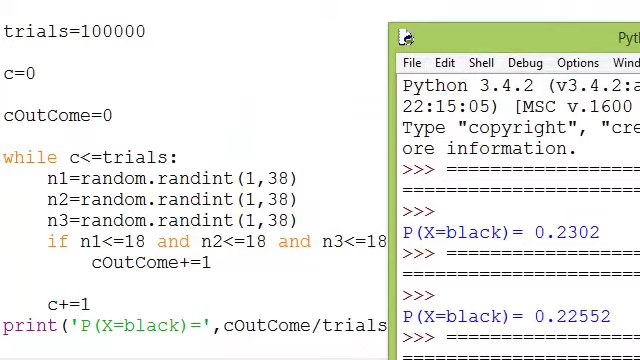 trials=100000
c=0
cOutCome=0
while c<=trials:
n1=random.randint(1,38)
n2=random.randint(1,38)
n3=random.randint(1,38)
if n1<=18 and n2<=18 and n3<=18
cOutCome+=1
c+=1
print('P(X=black)=',cOutCome/trials
File Edit Shell Debug Options
Python 3.4.2 (v3.4.2:a
22:15:05) [MSC v.1600
Type "copyright", "cre
ore information.
>>> ================
================
>>>
P(X=black)= 0.2302
>>> ================
================
>>>
P(X=black)= 0.22552
>>> ================